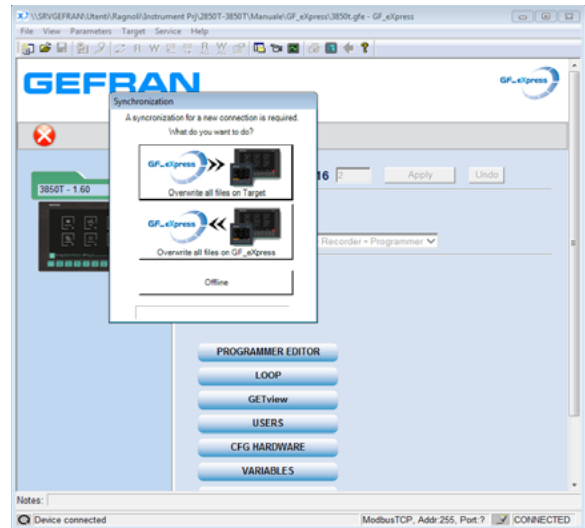 \\SRVGEFRAN\Utenti\Ragnoli\Instrument Prj\2850T-3850T\Manuale\GF_eXpress\3850t.gfe - GF_eXpress
File View Parameters Target Service Help
R W R W
GEFRAN
GF_eXpress
Synchronization
A syncronization for a new connection is required.
What do you want to do?
GF_eXpress
Overwrite all files on Target
GF_eXpress
Overwrite all files on GF_eXpress
Offline
16 2 Apply Undo
3850T - 1.60
Recorder + Programmer
PROGRAMMER EDITOR
LOOP
GETview
USERS
CFG HARDWARE
VARIABLES
Notes:
Device connected ModbusTCP, Addr:255, Port:? CONNECTED